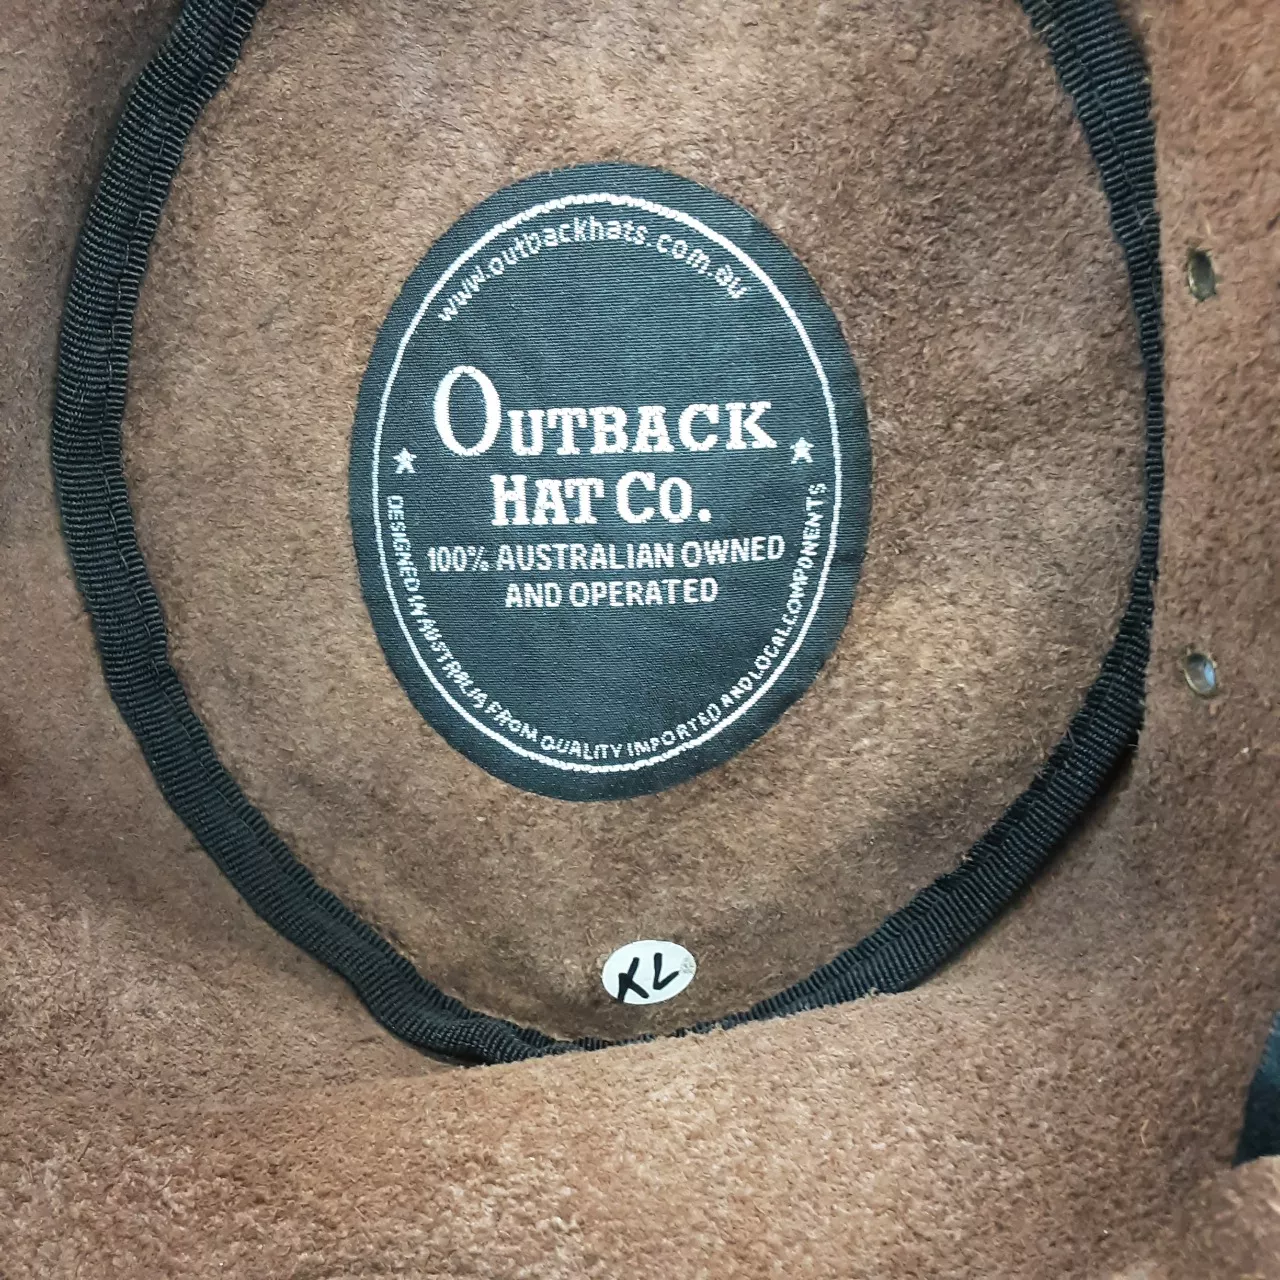 www.outbackhats.com.au
OUTBACK
HAT CO.
100% AUSTRALIAN OWNED
AND OPERATED
DESIGNED IN AUSTRALIA FROM QUALITY IMPORTED AND LOCAL COMPONENTS
XL